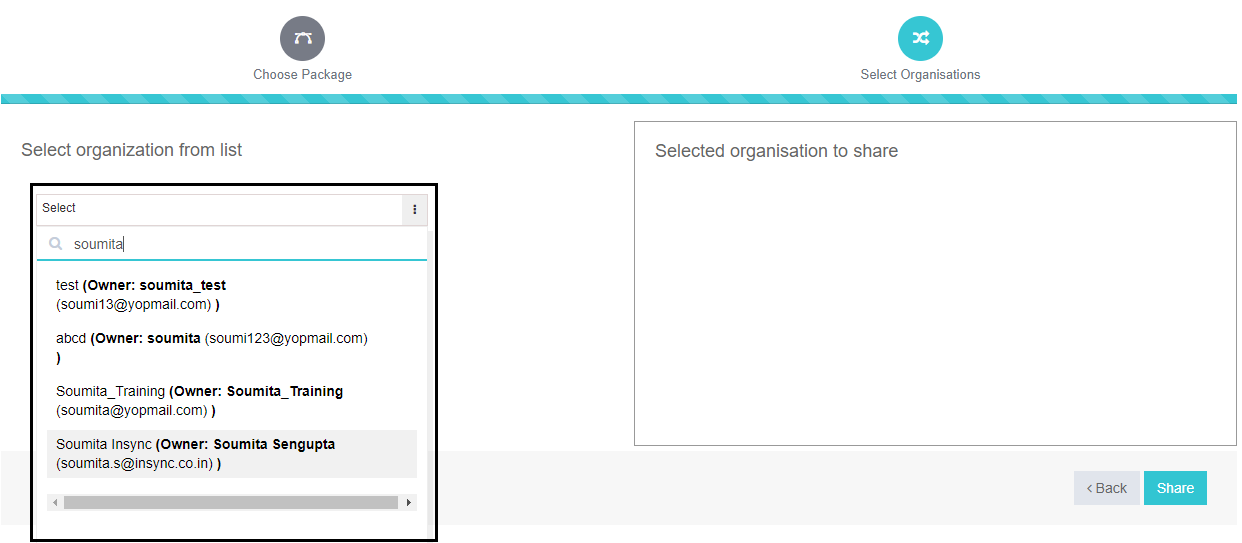 Choose Package
Select Organisations
Select organization from list
Selected organisation to share
Select
soumita
test (Owner: soumita_test
(soumi13@yopmail.com) )
abcd (Owner: soumita (soumi123@yopmail.com)
)
Soumita_Training (Owner: Soumita_Training
(soumita@yopmail.com) )
Soumita Insync (Owner: Soumita Sengupta
(soumita.s@insync.co.in) )
‹ Back
Share